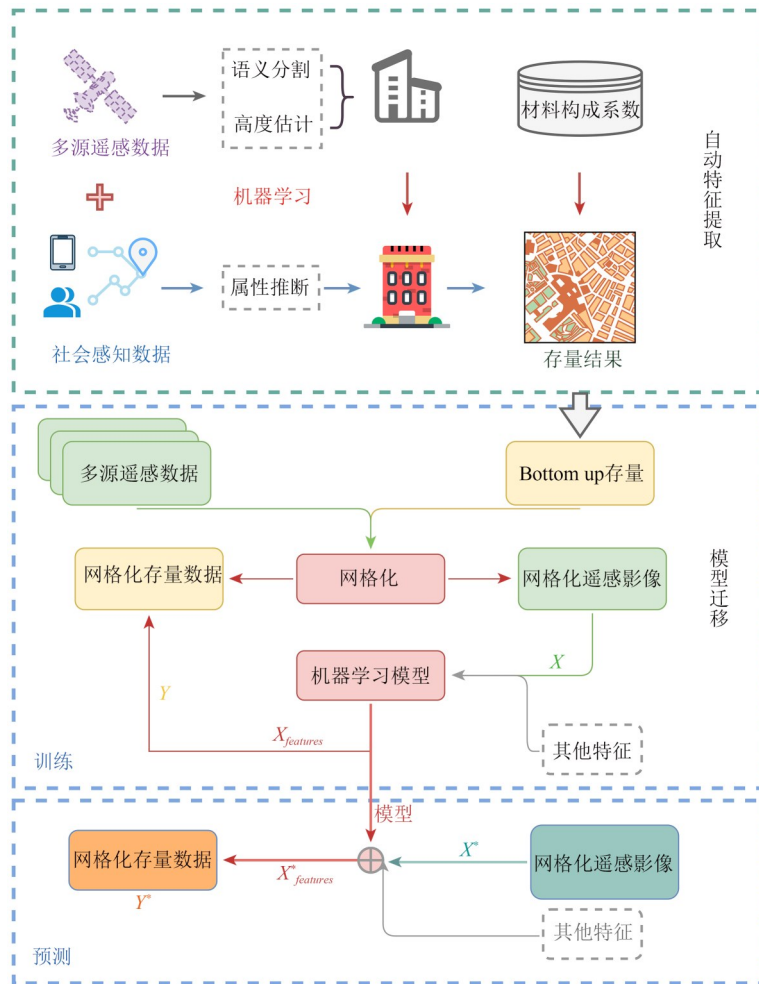 语义分割
高度估计
材料构成系数
多源遥感数据
机器学习
自动特征提取
属性推断
社会感知数据
存量结果
多源遥感数据
Bottom up存量
网格化存量数据
网格化
网格化遥感影像
模型迁移
机器学习模型
X
Y
X features
其他特征
训练
模型
网格化存量数据
X*
网格化遥感影像
X*features
Y*
其他特征
预测